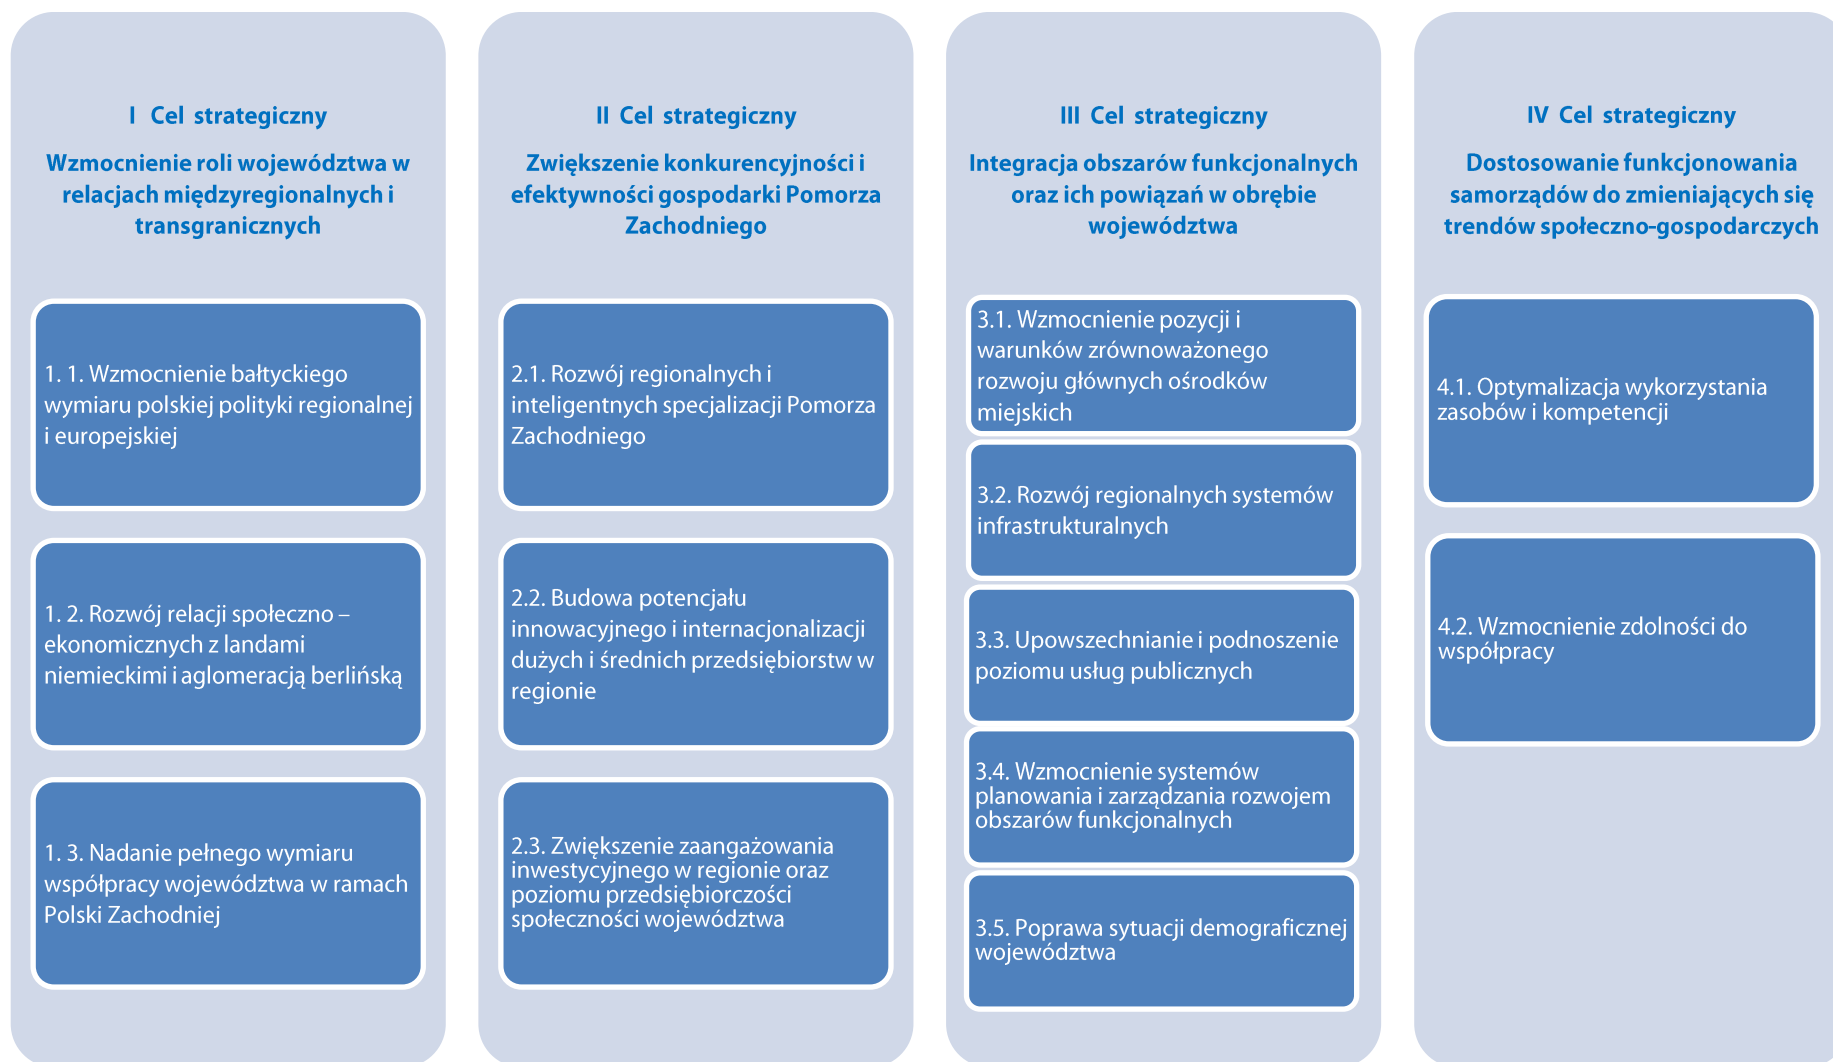 I Cel strategiczny
Wzmocnienie roli województwa w
relacjach międzyregionalnych i
transgranicznych
1. 1. Wzmocnienie bałtyckiego
wymiaru polskiej polityki regionalnej
i europejskiej
1. 2. Rozwój relacji społeczno –
ekonomicznych z landami
niemieckimi i aglomeracją berlińską
1. 3. Nadanie pełnego wymiaru
współpracy województwa w ramach
Polski Zachodniej
II Cel strategiczny
Zwiększenie konkurencyjności i
efektywności gospodarki Pomorza
Zachodniego
2.1. Rozwój regionalnych i
inteligentnych specjalizacji Pomorza
Zachodniego
2.2. Budowa potencjału
innowacyjnego i internacjonalizacji
dużych i średnich przedsiębiorstw w
regionie
2.3. Zwiększenie zaangażowania
inwestycyjnego w regionie oraz
poziomu przedsiębiorczości
społeczności województwa
III Cel strategiczny
Integracja obszarów funkcjonalnych
oraz ich powiązań w obrębie
województwa
3.1. Wzmocnienie pozycji i
warunków zrównoważonego
rozwoju głównych ośrodków
miejskich
3.2. Rozwój regionalnych systemów
infrastrukturalnych
3.3. Upowszechnianie i podnoszenie
poziomu usług publicznych
3.4. Wzmocnienie systemów
planowania i zarządzania rozwojem
obszarów funkcjonalnych
3.5. Poprawa sytuacji demograficznej
województwa
IV Cel strategiczny
Dostosowanie funkcjonowania
samorządów do zmieniających się
trendów społeczno-gospodarczych
4.1. Optymalizacja wykorzystania
zasobów i kompetencji
4.2. Wzmocnienie zdolności do
współpracy